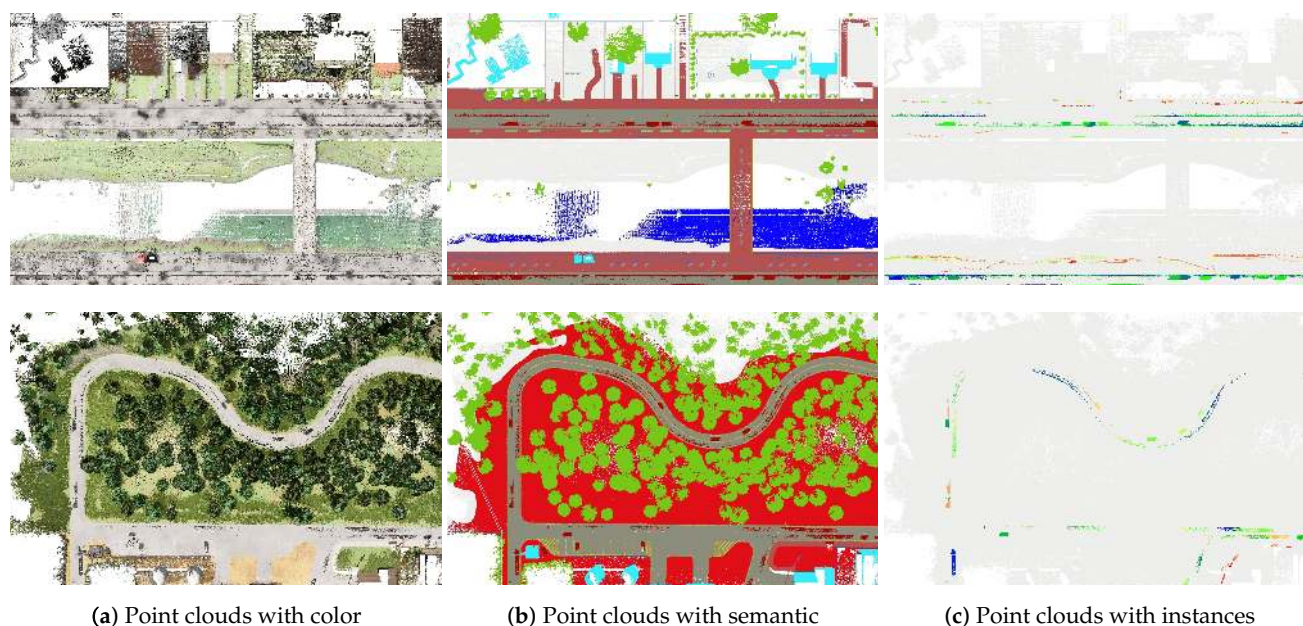 (a) Point clouds with color
(b) Point clouds with semantic
(c) Point clouds with instances